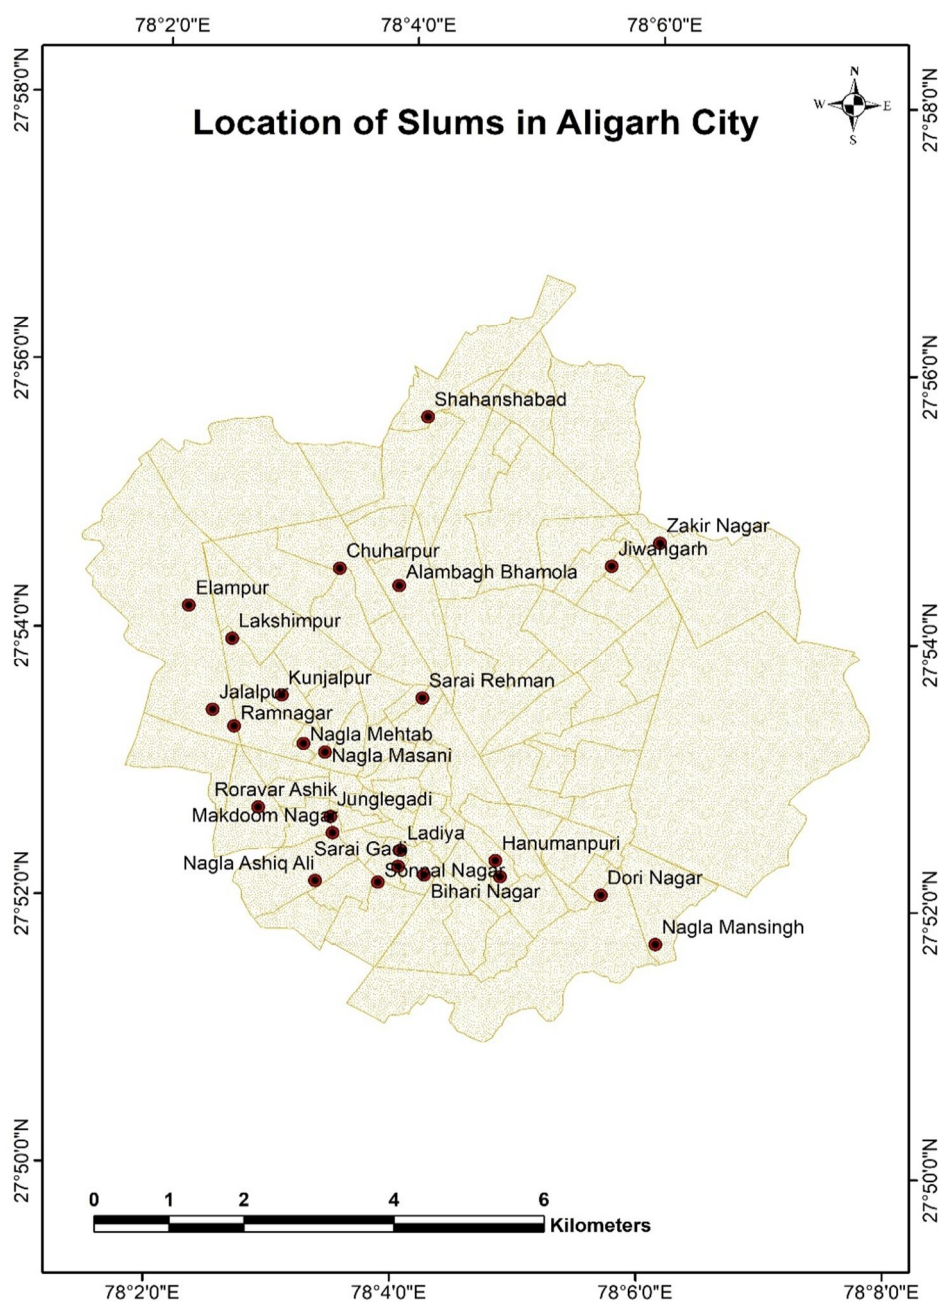 78°2'0"E
78°4'0"E
78°6'0"E
27°58'0"N
27°58'0"N
Location of Slums in Aligarh City
N
W
E
S
27°56'0"N
27°56'0"N
Shahanshabad
Zakir Nagar
Chuharpur
Jiwangarh
Alambagh Bhamola
Elampur
Lakshimpur
27°54'0"N
27°54'0"N
Kunjalpur
Sarai Rehman
Jalalpur
Ramnagar
Nagla Mehtab
Nagla Masani
Roravar Ashik
Junglegadi
Makdoom Nagar
Ladiya
Hanumanpuri
Sarai Gadi
Nagla Ashiq Ali
Sonpal Nagar
Dori Nagar
Bihari Nagar
27°52'0"N
27°52'0"N
Nagla Mansingh
27°50'0"N
27°50'0"N
0 1 2 4 6
Kilometers
78°2'0"E
78°4'0"E
78°6'0"E
78°8'0"E